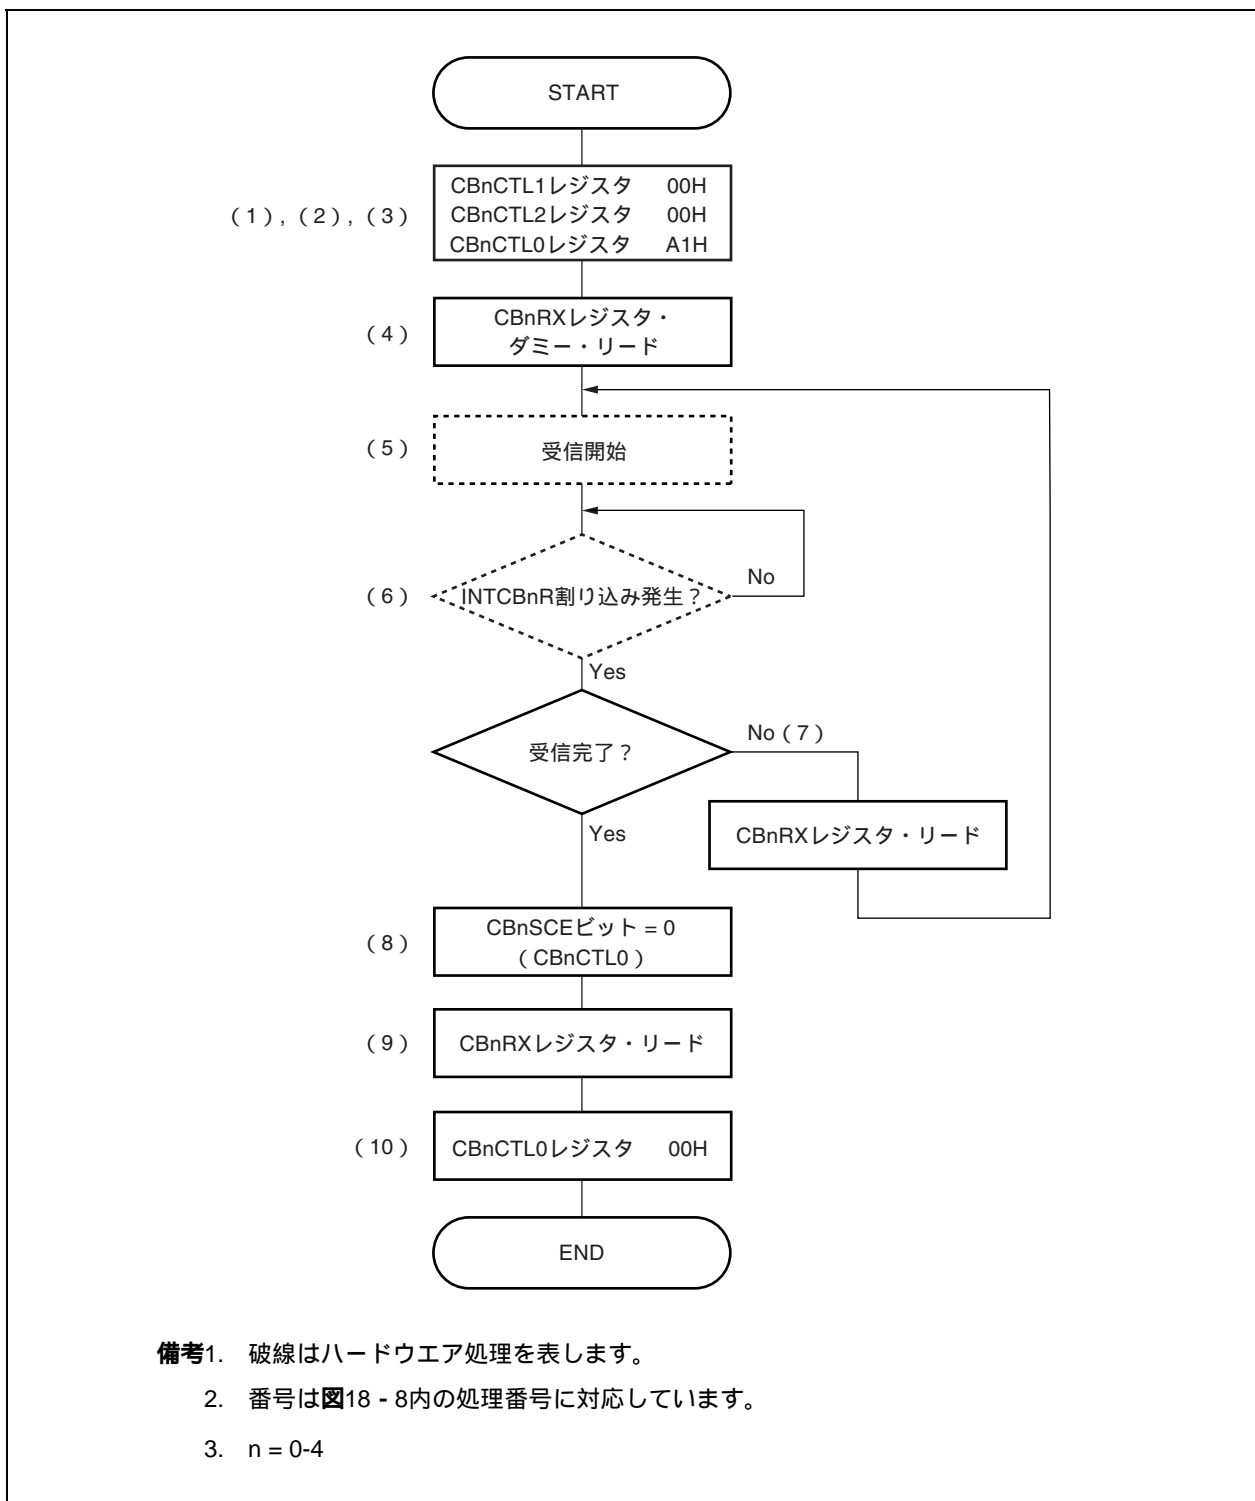 START
(1), (2), (3)
CBnCTL1レジスタ 00H
CBnCTL2レジスタ 00H
CBnCTL0レジスタ A1H
(4)
CBnRXレジスタ・
ダミー・リード
(5)
受信開始
(6)
INTCBnR割り込み発生?
No
Yes
受信完了?
No(7)
CBnRXレジスタ・リード
Yes
(8)
CBnSCEビット = 0
(CBnCTL0)
(9)
CBnRXレジスタ・リード
(10)
CBnCTL0レジスタ 00H
END
備考1. 破線はハードウエア処理を表します。
2. 番号は図18 - 8内の処理番号に対応しています。
3. n = 0-4